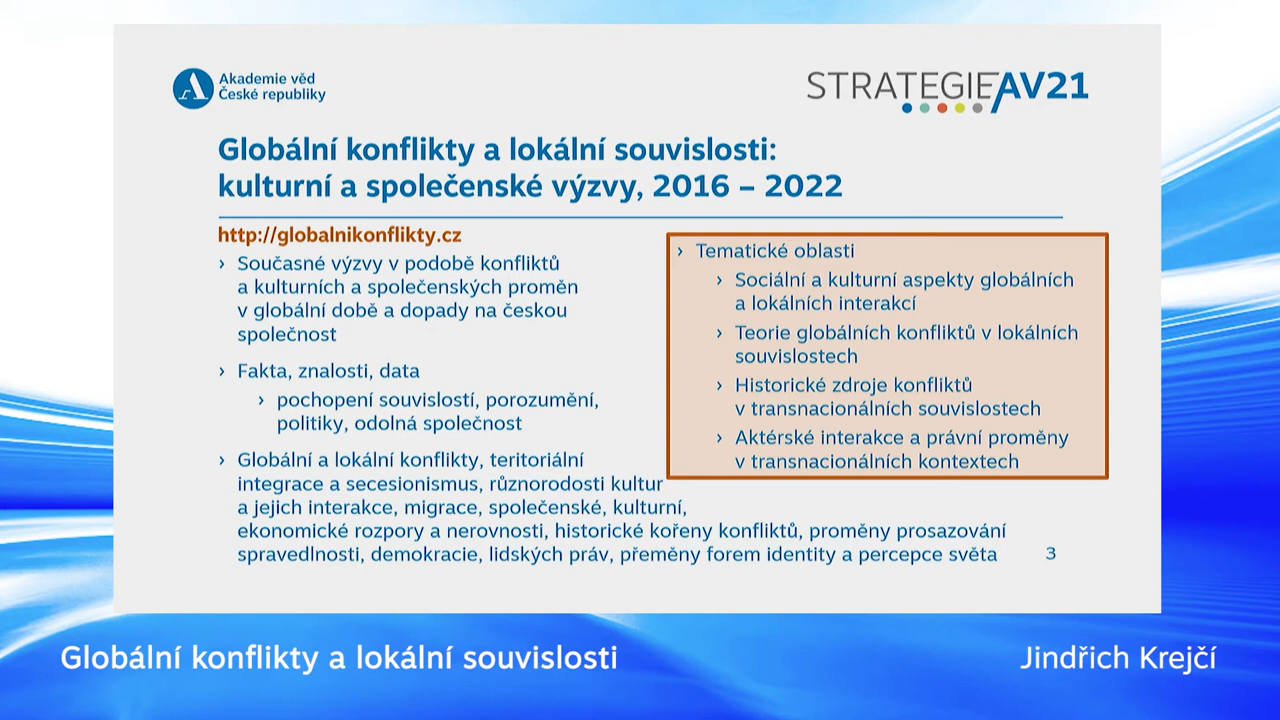 Akademie věd
České republiky
STRATEGIE AV21
Globální konflikty a lokální souvislosti:
kulturní a společenské výzvy, 2016 – 2022
http://globalnikonflikty.cz
› Současné výzvy v podobě konfliktů
a kulturních a společenských proměn
v globální době a dopady na českou
společnost
› Fakta, znalosti, data
› pochopení souvislostí, porozumění,
politiky, odolná společnost
› Globální a lokální konflikty, teritoriální
integrace a secesionismus, různorodosti kultur
a jejich interakce, migrace, společenské, kulturní,
ekonomické rozpory a nerovnosti, historické kořeny konfliktů, proměny prosazování
spravedlnosti, demokracie, lidských práv, přeměny forem identity a percepce světa
› Tematické oblasti
› Sociální a kulturní aspekty globálních
a lokálních interakcí
› Teorie globálních konfliktů v lokálních
souvislostech
› Historické zdroje konfliktů
v transnacionálních souvislostech
› Aktérské interakce a právní proměny
v transnacionálních kontextech
3
Globální konflikty a lokální souvislosti
Jindřich Krejčí